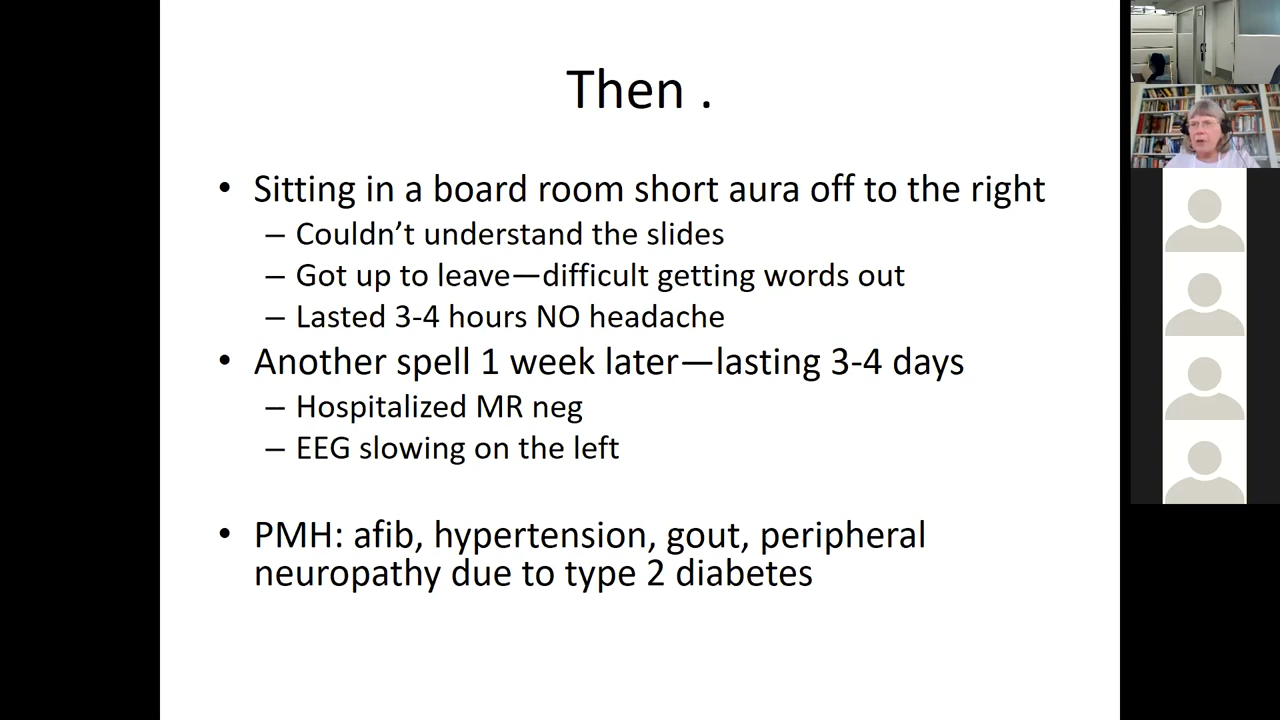 Then .
• Sitting in a board room short aura off to the right
– Couldn’t understand the slides
– Got up to leave—difficult getting words out
– Lasted 3-4 hours NO headache
• Another spell 1 week later—lasting 3-4 days
– Hospitalized MR neg
– EEG slowing on the left
• PMH: afib, hypertension, gout, peripheral
neuropathy due to type 2 diabetes